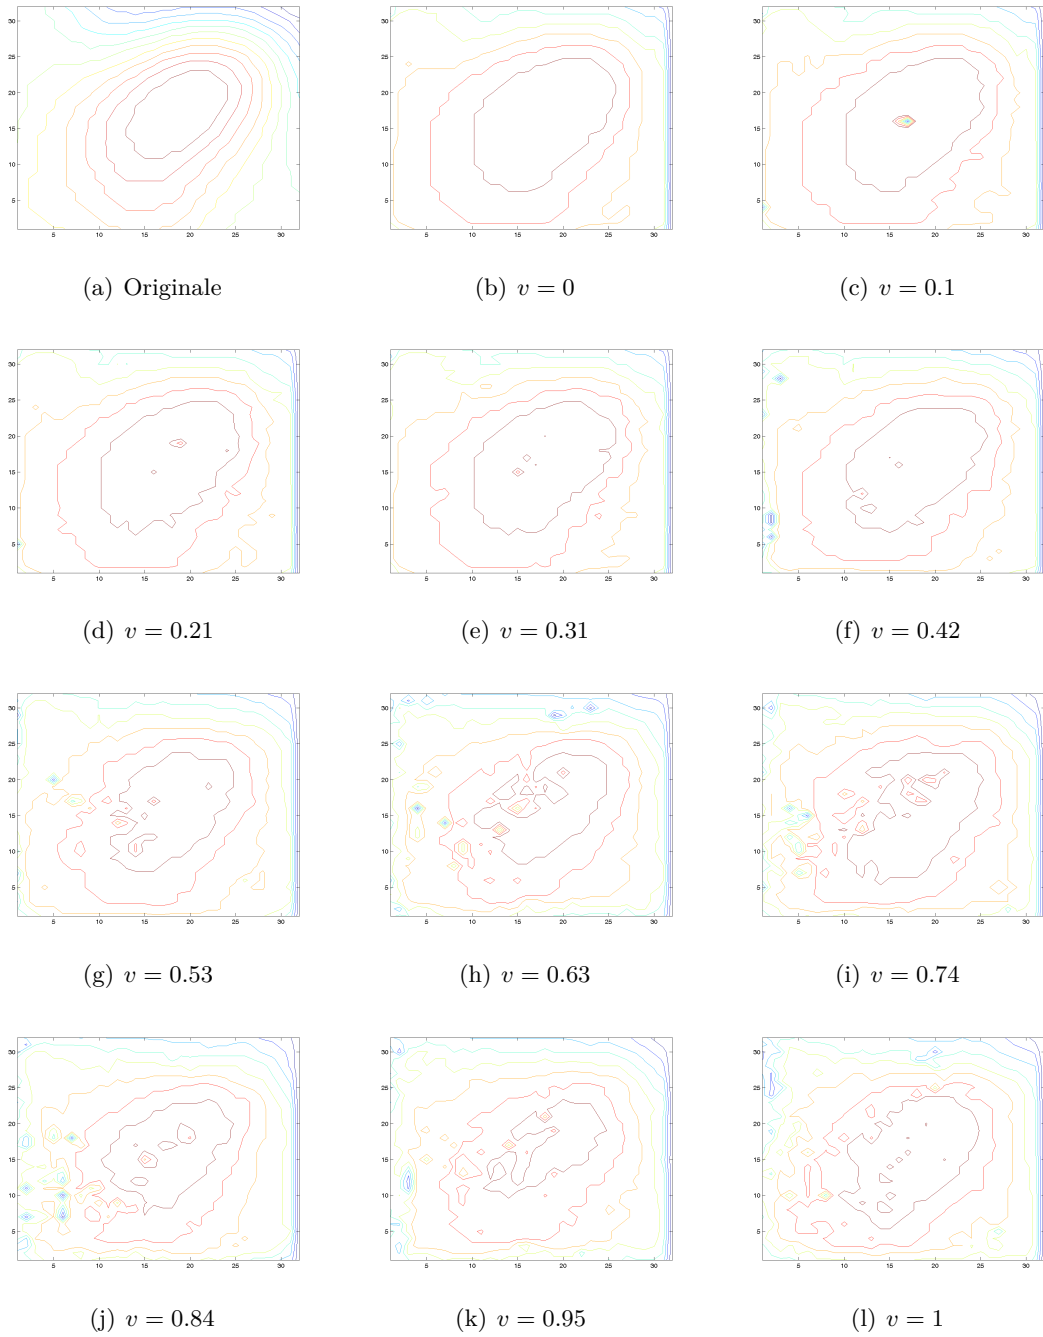 (a) Originale
(b) v = 0
(c) v = 0.1
(d) v = 0.21
(e) v = 0.31
(f) v = 0.42
(g) v = 0.53
(h) v = 0.63
(i) v = 0.74
(j) v = 0.84
(k) v = 0.95
(l) v = 1